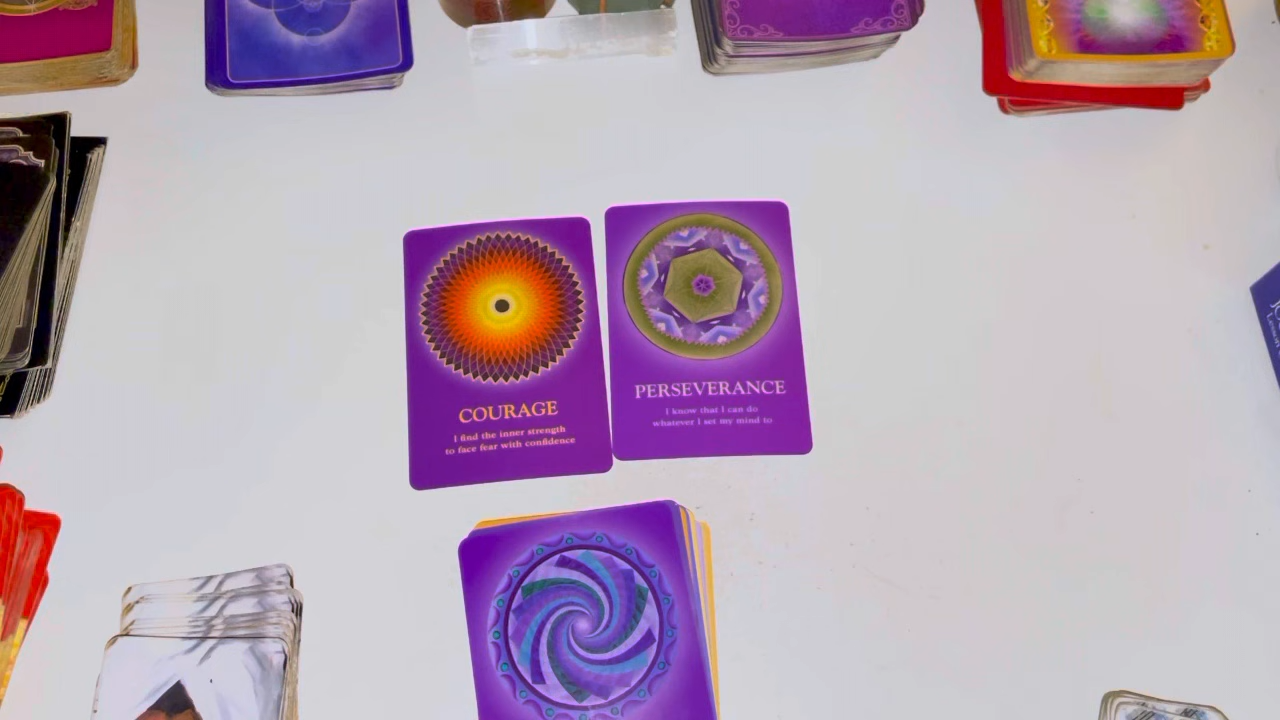 COURAGE
I find the inner strength
to face fear with confidence
PERSEVERANCE
I know that I can do
whatever I set my mind to